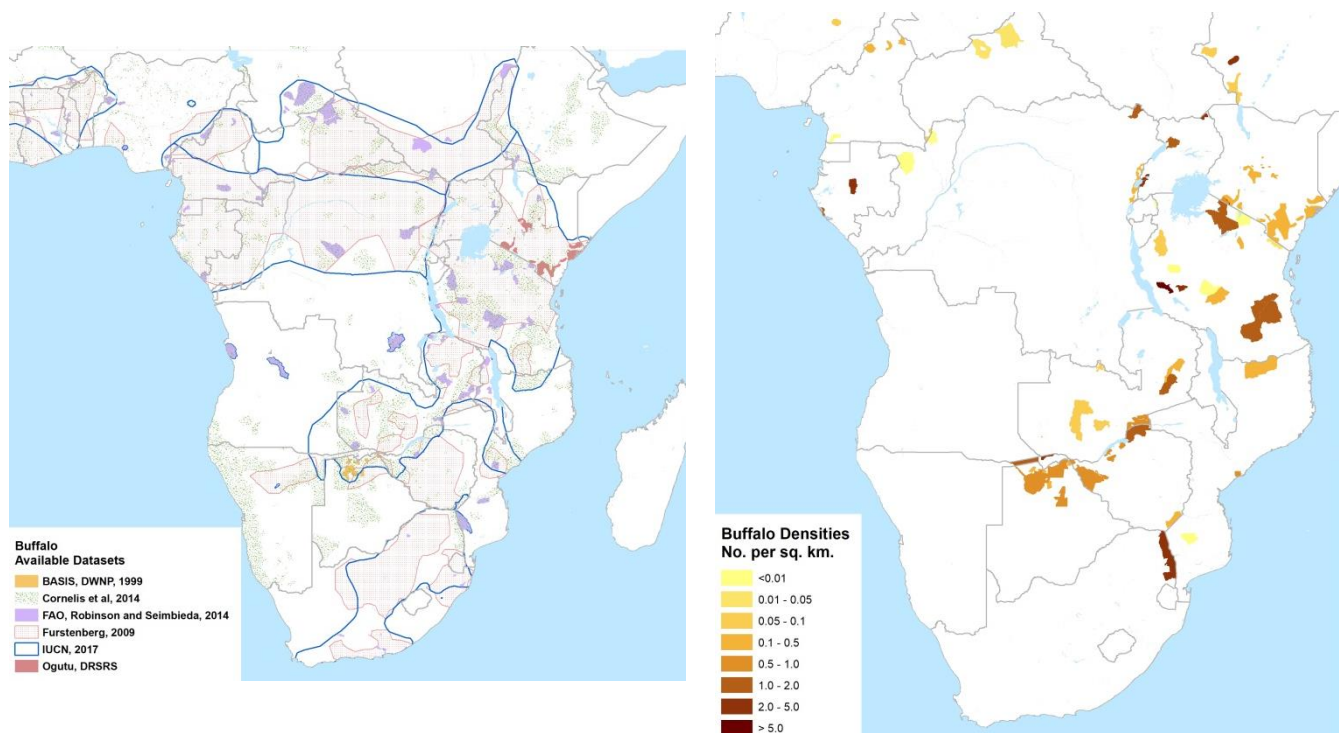 Buffalo
Available Datasets
BASIS, DWNP, 1999
Cornelis et al, 2014
FAO, Robinson and Seimbieda, 2014
Furstenberg, 2009
IUCN, 2017
Ogutu, DRSRS
Buffalo Densities
No. per sq. km.
<0.01
0.01 - 0.05
0.05 - 0.1
0.1 - 0.5
0.5 - 1.0
1.0 - 2.0
2.0 - 5.0
> 5.0